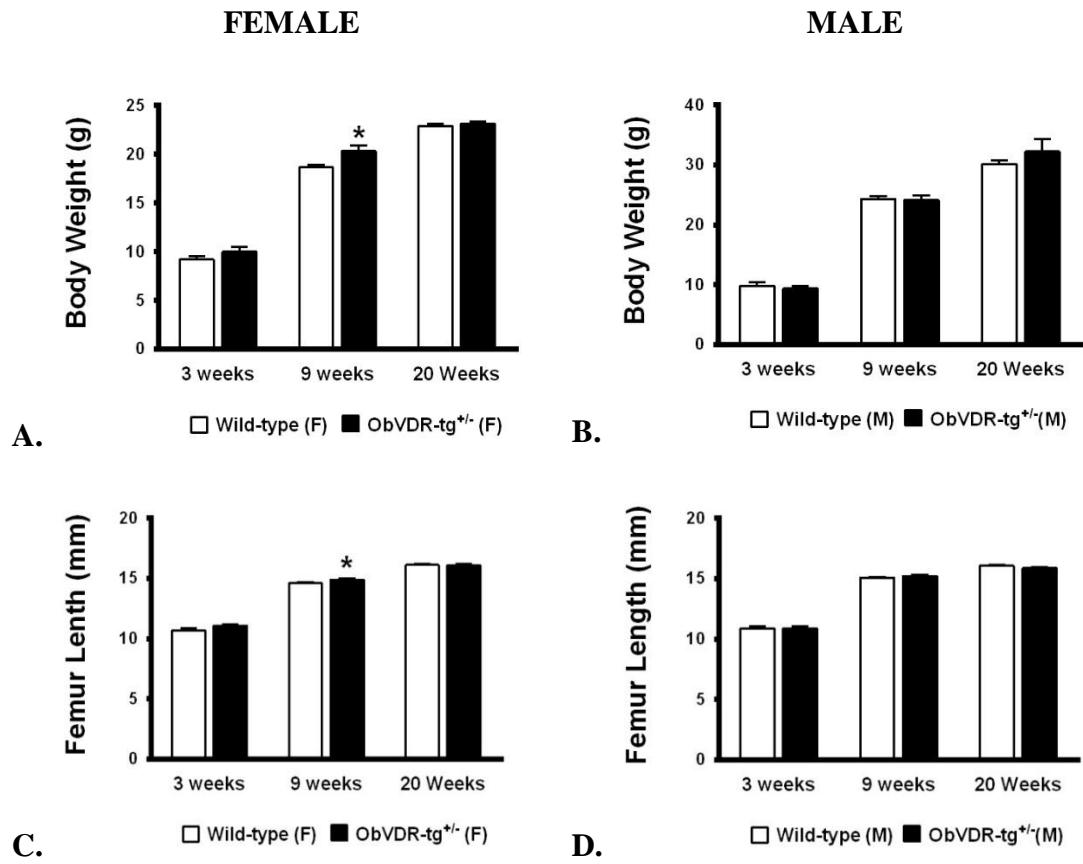 FEMALE
MALE
Body Weight (g)
25
20
15
10
5
0
*
3 weeks 9 weeks 20 Weeks
Wild-type (F) ObVDR-tg+/- (F)
A.
Body Weight (g)
40
30
20
10
0
3 weeks 9 weeks 20 Weeks
Wild-type (M) ObVDR-tg+/-(M)
B.
Femur Lenth (mm)
20
15
10
5
0
*
3 weeks 9 weeks 20 Weeks
Wild-type (F) ObVDR-tg+/- (F)
C.
Femur Length (mm)
20
15
10
5
0
3 weeks 9 weeks 20 Weeks
Wild-type (M) ObVDR-tg+/-(M)
D.